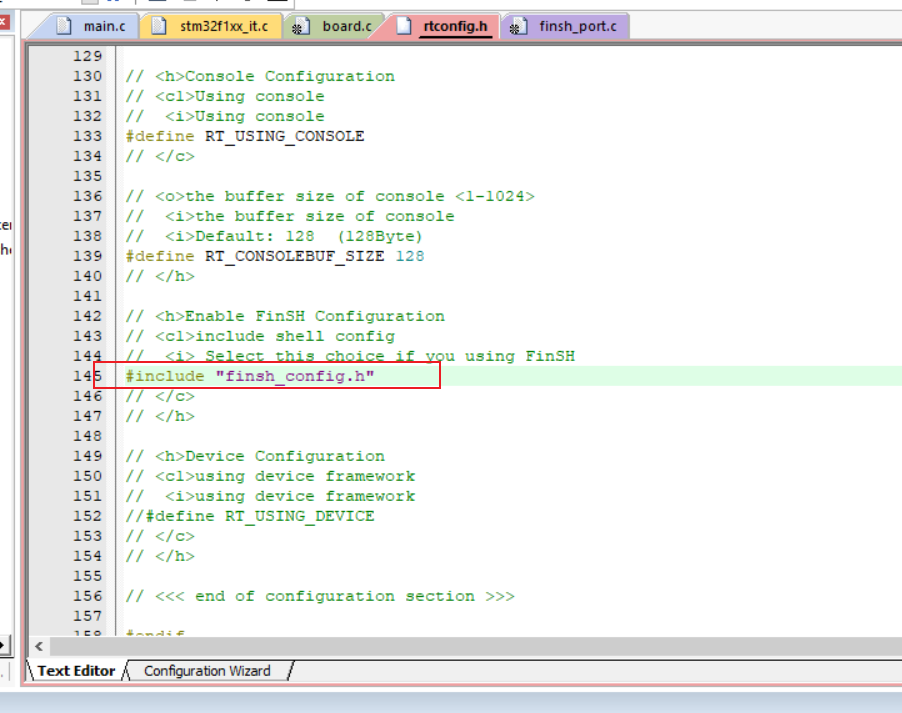 main.c stm32f1xx_it.c board.c rtconfig.h finsh_port.c
129
130 // <h>Console Configuration
131 // <c1>Using console
132 //  <i>Using console
133 #define RT_USING_CONSOLE
134 // </c>
135
136 // <o>the buffer size of console <1-1024>
137 //  <i>the buffer size of console
138 //  <i>Default: 128  (128Byte)
139 #define RT_CONSOLEBUF_SIZE 128
140 // </h>
141
142 // <h>Enable FinSH Configuration
143 // <c1>include shell config
144 //  <i> Select this choice if you using FinSH
145 #include "finsh_config.h"
146 // </c>
147 // </h>
148
149 // <h>Device Configuration
150 // <c1>using device framework
151 //  <i>using device framework
152 //#define RT_USING_DEVICE
153 // </c>
154 // </h>
155
156 // <<< end of configuration section >>>
157
158 #endif
Text Editor Configuration Wizard